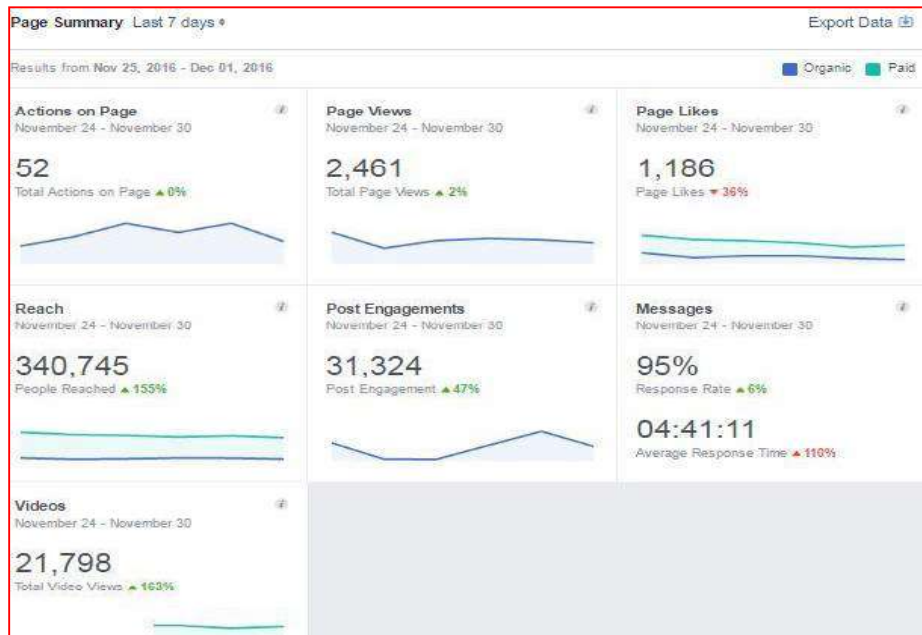 Page Summary Last 7 days
Export Data
Results from Nov 25, 2016 - Dec 01, 2016
Organic Paid
Actions on Page
November 24 - November 30
52
Total Actions on Page ▲ 0%
Page Views
November 24 - November 30
2,461
Total Page Views ▲ 2%
Page Likes
November 24 - November 30
1,186
Page Likes ▼ 36%
Reach
November 24 - November 30
340,745
People Reached ▲ 155%
Post Engagements
November 24 - November 30
31,324
Post Engagement ▲ 47%
Messages
November 24 - November 30
95%
Response Rate ▲ 6%
04:41:11
Average Response Time ▲ 110%
Videos
November 24 - November 30
21,798
Total Video Views ▲ 163%